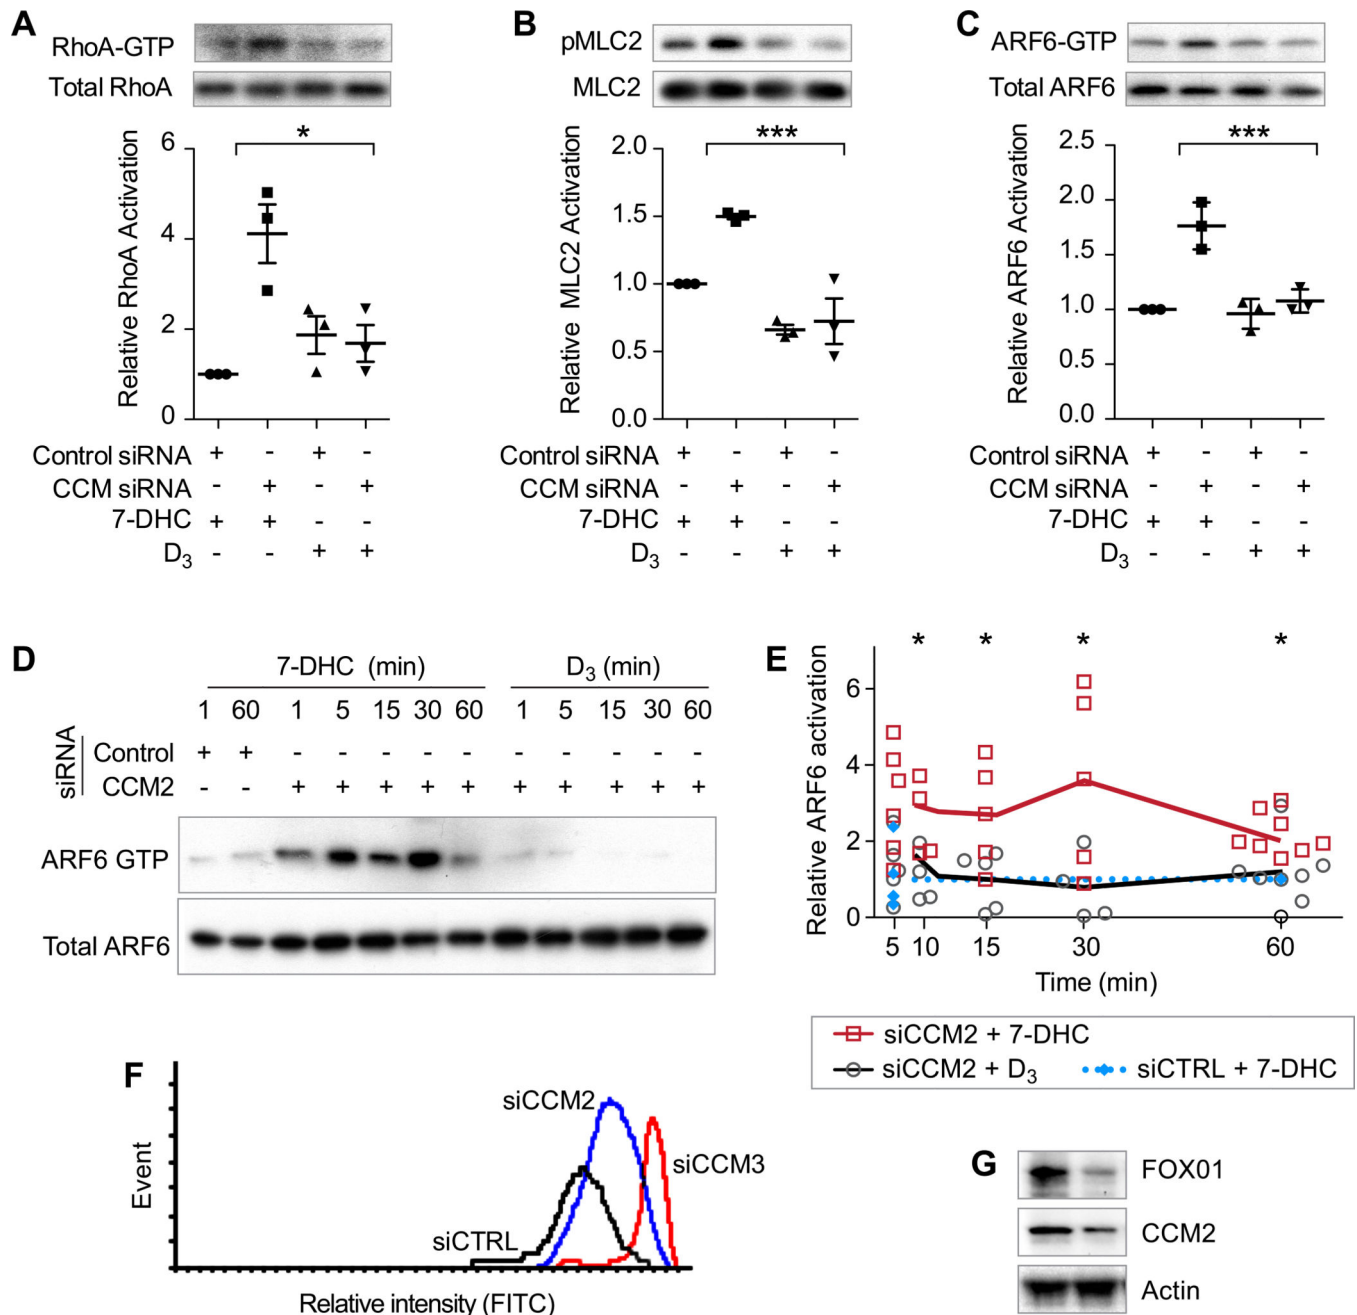 A
RhoA-GTP
Total RhoA
*
Relative RhoA Activation
6
4
2
0
Control siRNA + - + -
CCM siRNA - + - +
7-DHC + + - -
D3 - - + +
B
pMLC2
MLC2
***
Relative MLC2 Activation
2.0
1.5
1.0
0.5
0.0
Control siRNA + - + -
CCM siRNA - + - +
7-DHC + + - -
D3 - - + +
C
ARF6-GTP
Total ARF6
***
Relative ARF6 Activation
2.5
2.0
1.5
1.0
0.5
0.0
Control siRNA + - + -
CCM siRNA - + - +
7-DHC + + - -
D3 - - + +
D
7-DHC (min) D3 (min)
1 60 1 5 15 30 60 1 5 15 30 60
siRNA
Control + + - - - - - - - - - -
CCM2 - - + + + + + + + + + +
ARF6 GTP
Total ARF6
E
* * * *
Relative ARF6 activation
6
4
2
0
5 10 15 30 60
Time (min)
siCCM2 + 7-DHC
siCCM2 + D3 siCTRL + 7-DHC
F
Event
siCCM2
siCCM3
siCTRL
Relative intensity (FITC)
G
FOX01
CCM2
Actin